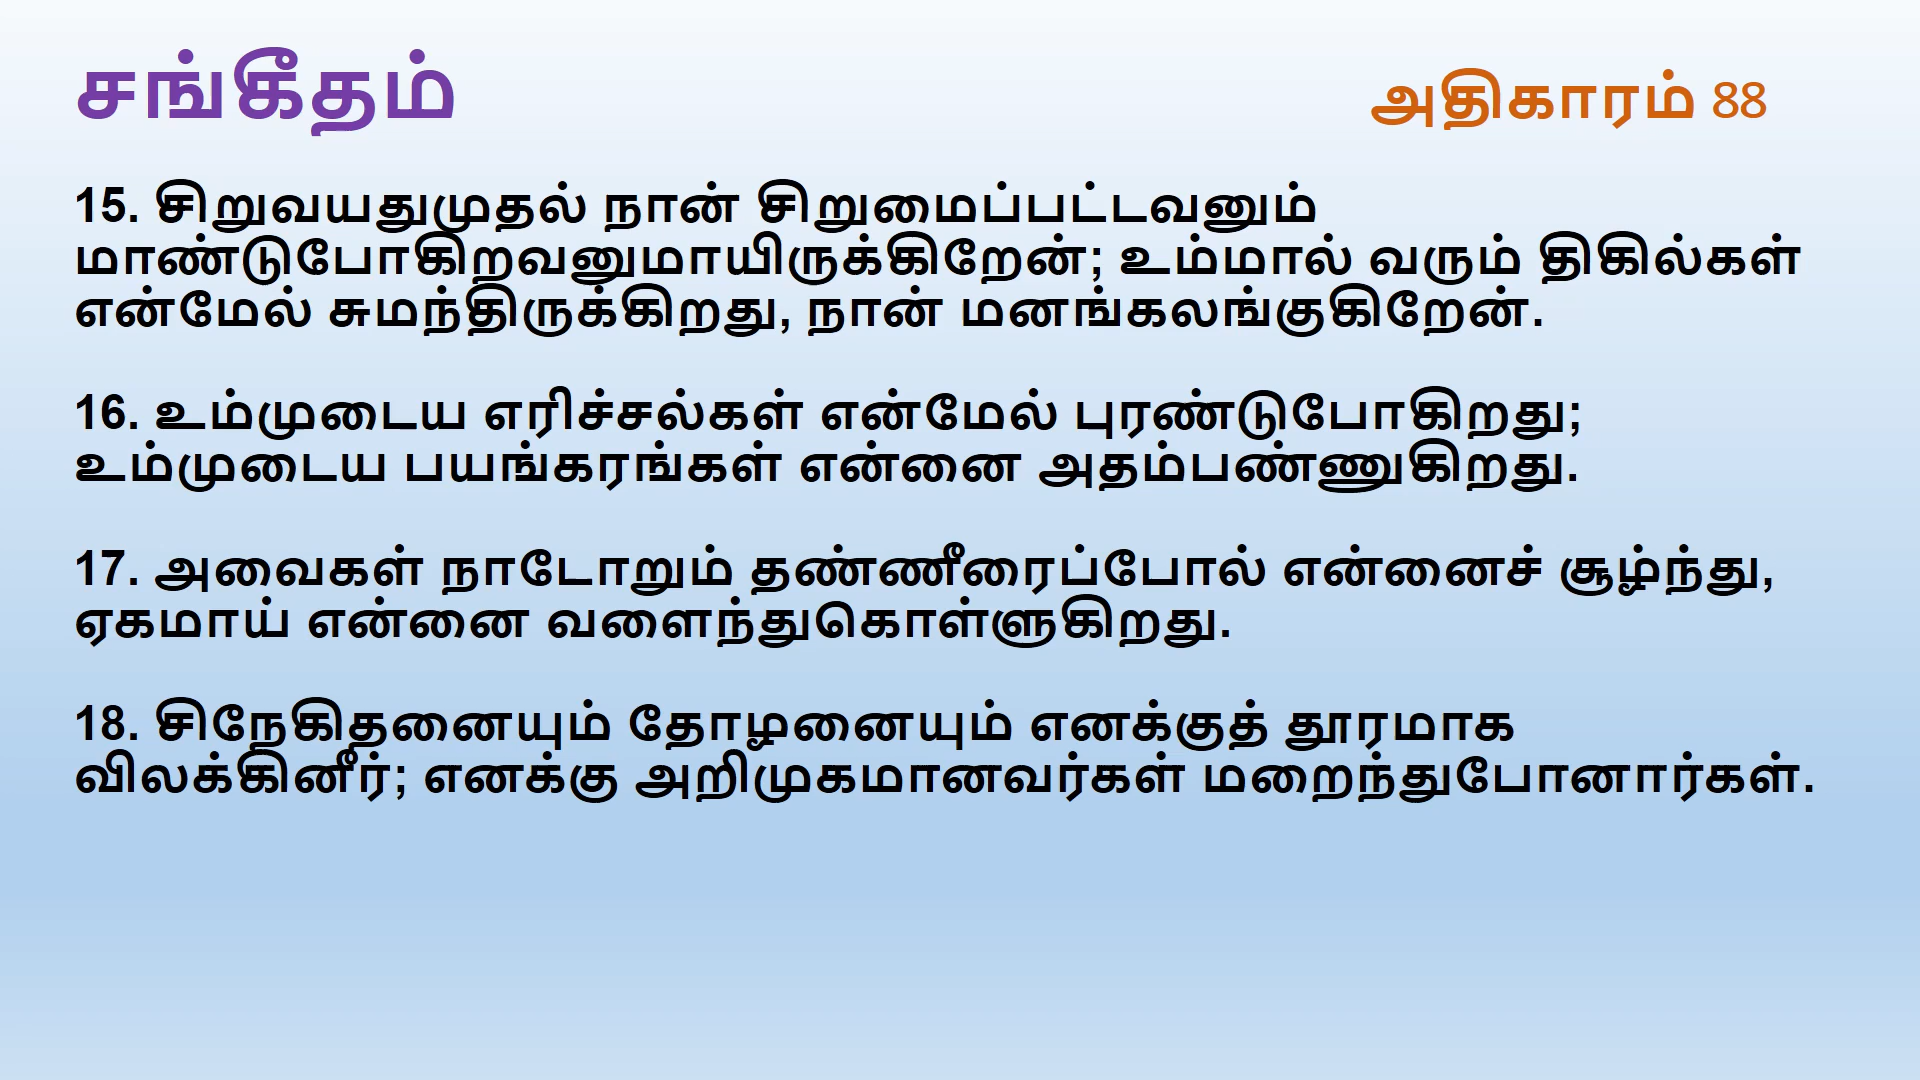 சங்கீதம்
அதிகாரம் 88
15. சிறுவயதுமுதல் நான் சிறுமைப்பட்டவனும்
மாண்டுபோகிறவனுமாயிருக்கிறேன்; உம்மால் வரும் திகில்கள்
என்மேல் சுமந்திருக்கிறது, நான் மனங்கலங்குகிறேன்.
16. உம்முடைய எரிச்சல்கள் என்மேல் புரண்டுபோகிறது;
உம்முடைய பயங்கரங்கள் என்னை அதம்பண்ணுகிறது.
17. அவைகள் நாடோறும் தண்ணீரைப்போல் என்னைச் சூழ்ந்து,
ஏகமாய் என்னை வளைந்துகொள்ளுகிறது.
18. சிநேகிதனையும் தோழனையும் எனக்குத் தூரமாக
விலக்கினீர்; எனக்கு அறிமுகமானவர்கள் மறைந்துபோனார்கள்.